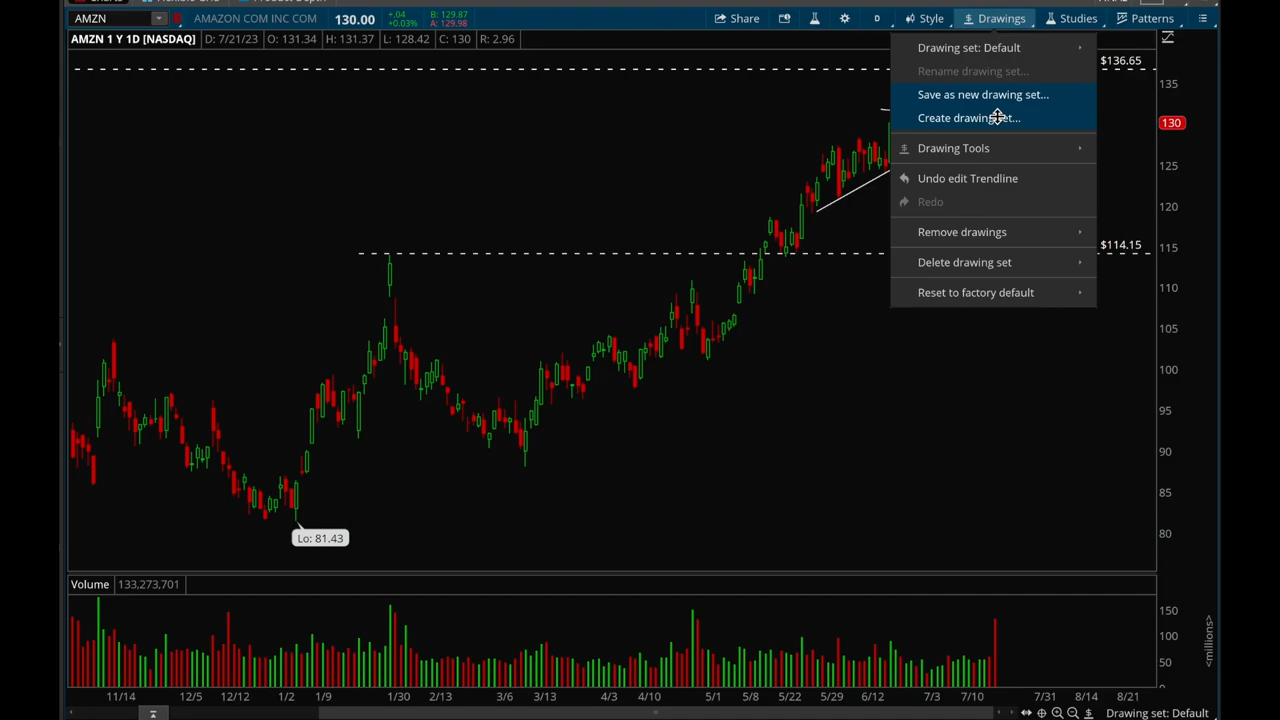 AMZN
AMAZON COM INC COM
130.00
+.04
+0.03%
B: 129.87
A: 129.98
Share
D
Style
Drawings
Studies
Patterns
AMZN 1 Y 1D [NASDAQ]
D: 7/21/23
O: 131.34
H: 131.37
L: 128.42
C: 130
R: 2.96
Drawing set: Default
Rename drawing set...
Save as new drawing set...
Create drawing set...
Drawing Tools
Undo edit Trendline
Redo
Remove drawings
Delete drawing set
Reset to factory default
$136.65
135
130
125
120
$114.15
115
110
105
100
95
90
85
80
Lo: 81.43
Volume
133,273,701
150
100
50
<millions>
11/14
12/5
12/12
1/2
1/9
1/30
2/13
3/6
3/13
4/3
4/10
5/1
5/8
5/22
5/29
6/12
7/3
7/10
7/31
8/14
8/21
Drawing set: Default